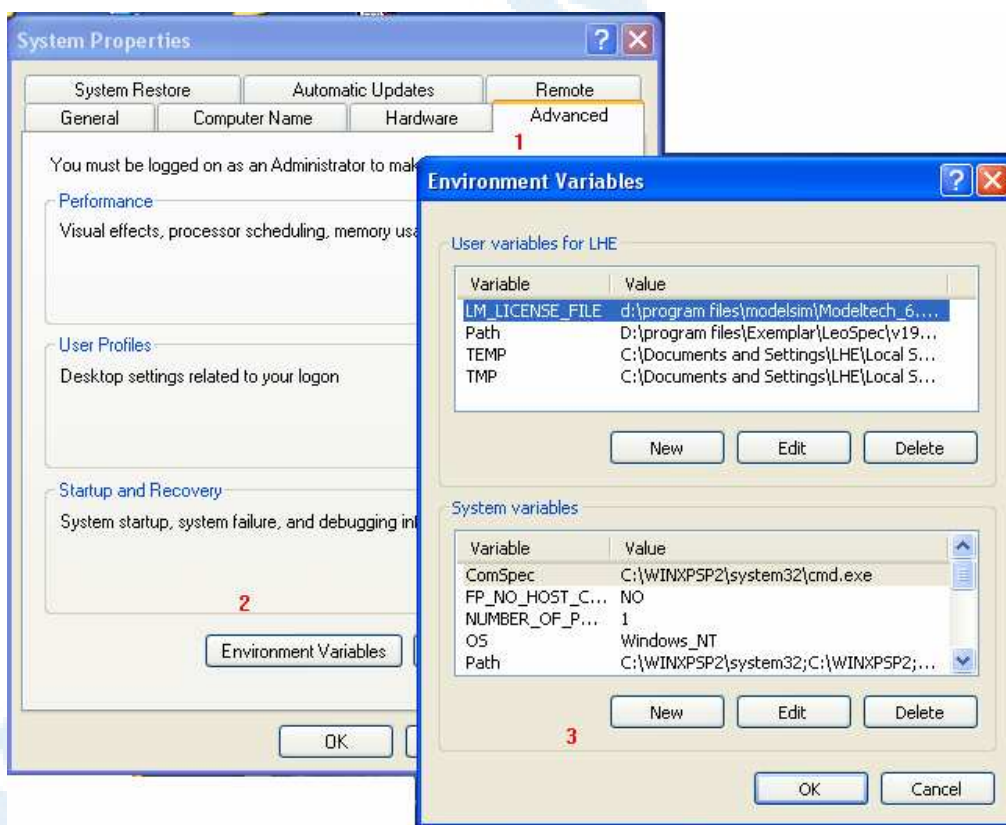 System Properties
System Restore Automatic Updates Remote
General Computer Name Hardware Advanced
1
You must be logged on as an Administrator to mak
Performance
Visual effects, processor scheduling, memory usa
User Profiles
Desktop settings related to your logon
Startup and Recovery
System startup, system failure, and debugging in
2
Environment Variables
OK
Environment Variables
User variables for LHE
Variable Value
LM_LICENSE_FILE d:\program files\modelsim\Modeltech_6....
Path D:\program files\Exemplar\LeoSpec\v19...
TEMP C:\Documents and Settings\LHE\Local S...
TMP C:\Documents and Settings\LHE\Local S...
New Edit Delete
System variables
Variable Value
ComSpec C:\WINXPSP2\system32\cmd.exe
FP_NO_HOST_C... NO
NUMBER_OF_P... 1
OS Windows_NT
Path C:\WINXPSP2\system32;C:\WINXPSP2;...
New Edit Delete
3
OK Cancel